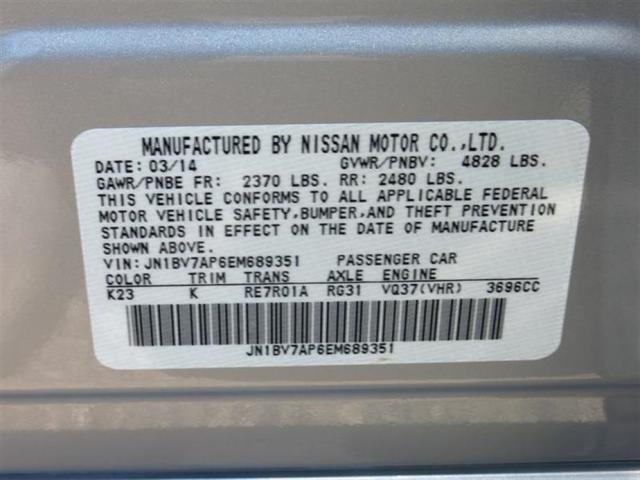 MANUFACTURED BY NISSAN MOTOR CO.,LTD.
DATE: 03/14 GVWR/PNBV: 4828 LBS.
GAWR/PNBE FR: 2370 LBS. RR: 2480 LBS.
THIS VEHICLE CONFORMS TO ALL APPLICABLE FEDERAL
MOTOR VEHICLE SAFETY,BUMPER,AND THEFT PREVENTION
STANDARDS IN EFFECT ON THE DATE OF MANUFACTURE
SHOWN ABOVE.
VIN: JN1BV7AP6EM689351 PASSENGER CAR
COLOR TRIM TRANS AXLE ENGINE
K23 K RE7R01A RG31 VQ37(VHR) 3696CC
JN1BV7AP6EM689351